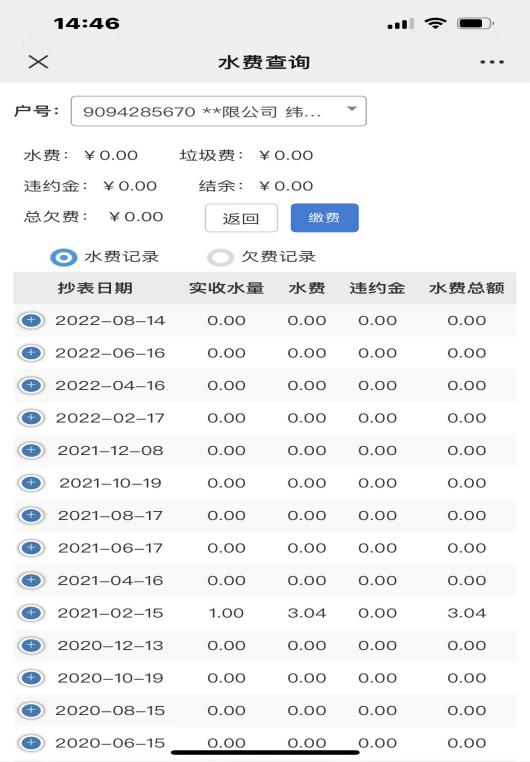 14:46
水费查询
户号： 9094285670 **限公司 纬...
水费： ￥0.00 垃圾费： ￥0.00
违约金： ￥0.00 结余： ￥0.00
总欠费： ￥0.00 返回 缴费
水费记录 欠费记录
抄表日期 实收水量 水费 违约金 水费总额
2022-08-14 0.00 0.00 0.00 0.00
2022-06-16 0.00 0.00 0.00 0.00
2022-04-16 0.00 0.00 0.00 0.00
2022-02-17 0.00 0.00 0.00 0.00
2021-12-08 0.00 0.00 0.00 0.00
2021-10-19 0.00 0.00 0.00 0.00
2021-08-17 0.00 0.00 0.00 0.00
2021-06-17 0.00 0.00 0.00 0.00
2021-04-16 0.00 0.00 0.00 0.00
2021-02-15 1.00 3.04 0.00 3.04
2020-12-13 0.00 0.00 0.00 0.00
2020-10-19 0.00 0.00 0.00 0.00
2020-08-15 0.00 0.00 0.00 0.00
2020-06-15 0.00 0.00 0.00 0.00